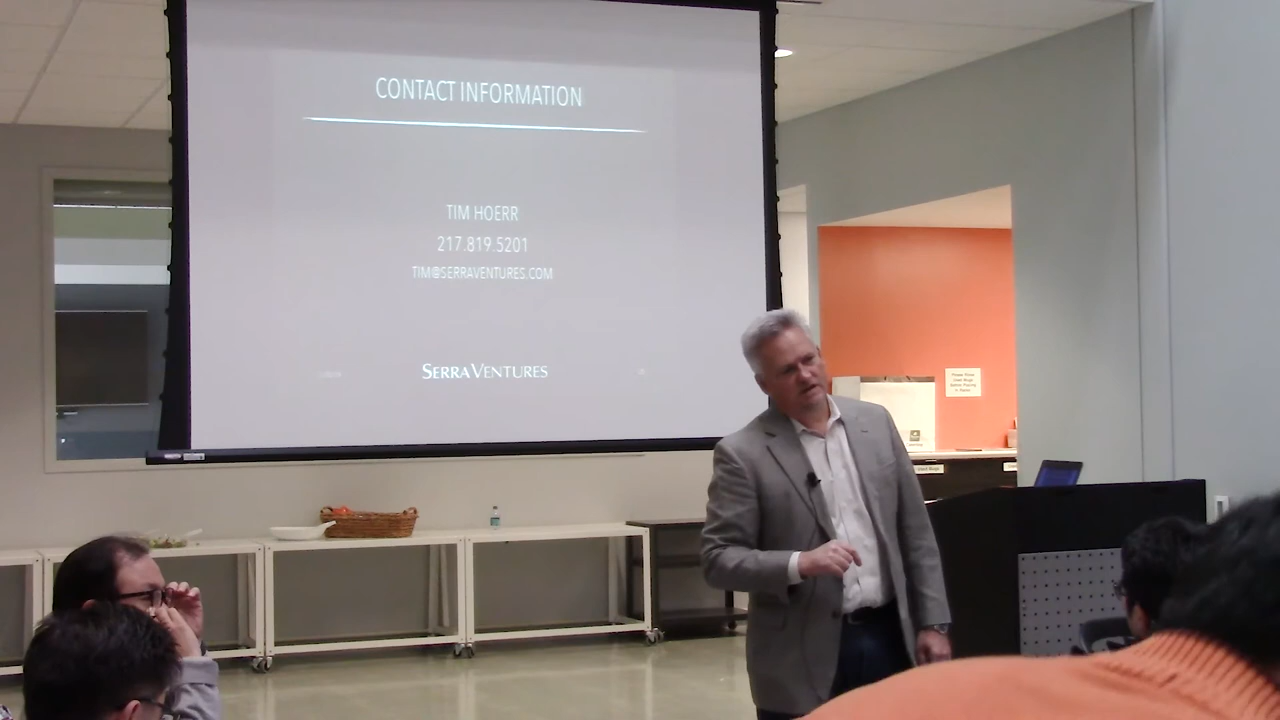 CONTACT INFORMATION
TIM HOERR
217.819.5201
TIM@SERRAVENTURES.COM
SERRA VENTURES